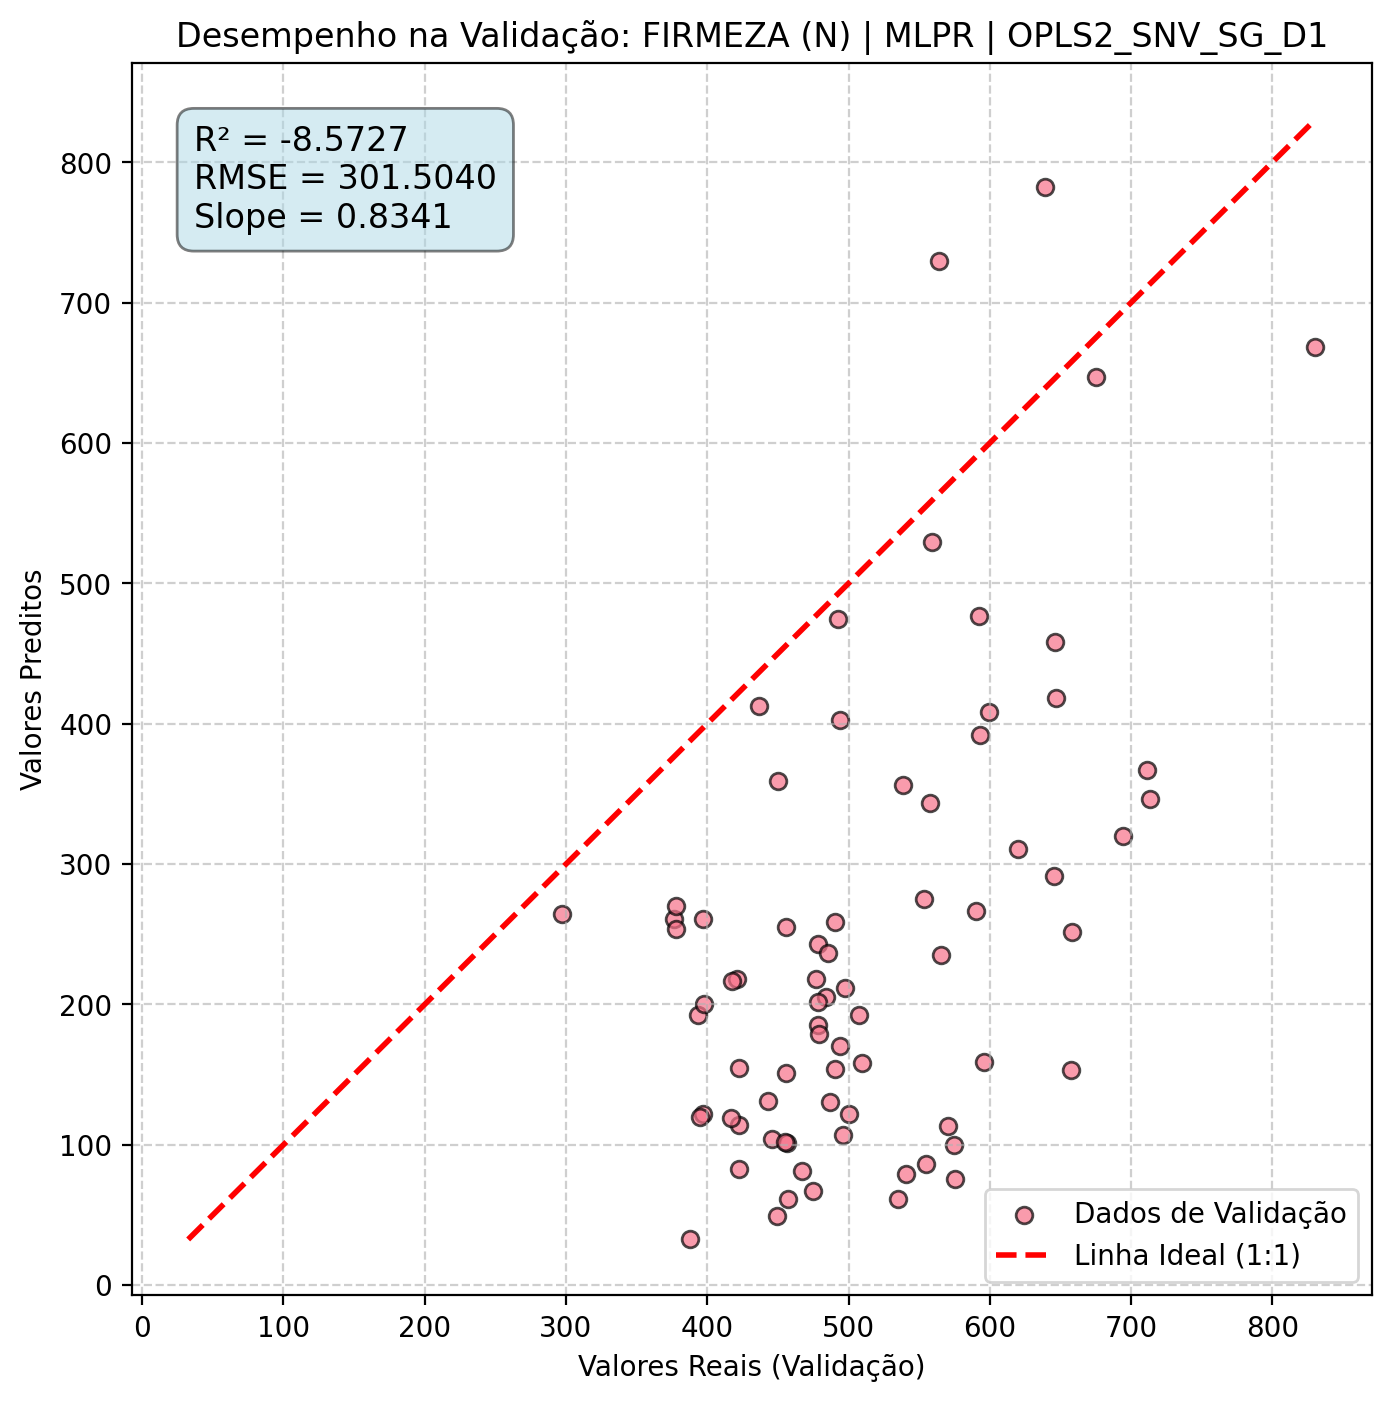 Desempenho na Validação: FIRMEZA (N) | MLPR | OPLS2_SNV_SG_D1
R² = -8.5727
RMSE = 301.5040
Slope = 0.8341
800
700
600
500
400
300
200
100
0
Valores Preditos
Dados de Validação
Linha Ideal (1:1)
0 100 200 300 400 500 600 700 800
Valores Reais (Validação)